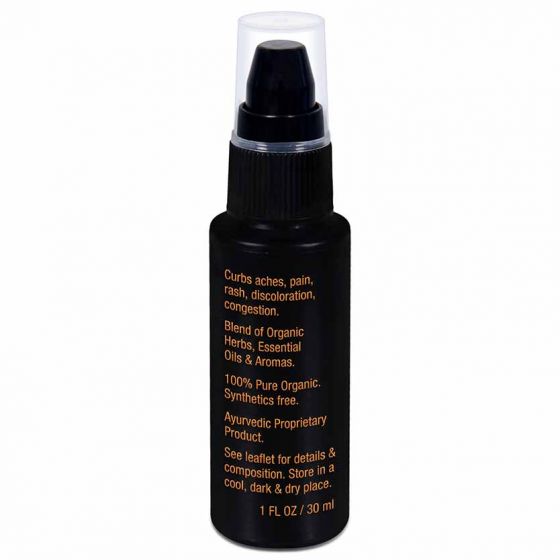 Curbs aches, pain,
rash, discoloration,
congestion.
Blend of Organic
Herbs, Essential
Oils & Aromas.
100% Pure Organic.
Synthetics free.
Ayurvedic Proprietary
Product.
See leaflet for details &
composition. Store in a
cool, dark & dry place.
1 FL OZ / 30 ml